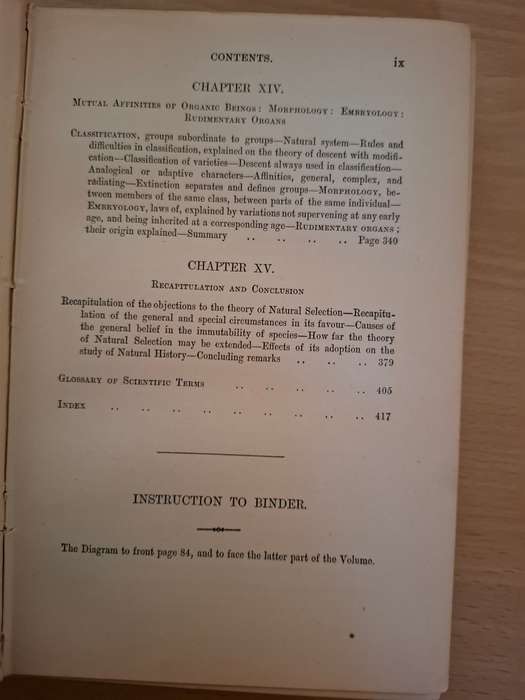 CONTENTS. ix
CHAPTER XIV.
Mutual Affinities of Organic Beings: Morphology: Embryology:
Rudimentary Organs
Classification, groups subordinate to groups—Natural system—Rules and
difficulties in classification, explained on the theory of descent with modifi-
cation—Classification of varieties—Descent always used in classification—
Analogical or adaptive characters—Affinities, general, complex, and
radiating—Extinction separates and defines groups—Morphology, be-
tween members of the same class, between parts of the same individual—
Embryology, laws of, explained by variations not supervening at any early
age, and being inherited at a corresponding age—Rudimentary organs;
their origin explained—Summary .. .. .. .. Page 340
CHAPTER XV.
Recapitulation and Conclusion
Recapitulation of the objections to the theory of Natural Selection—Recapitu-
lation of the general and special circumstances in its favour—Causes of
the general belief in the immutability of species—How far the theory
of Natural Selection may be extended—Effects of its adoption on the
study of Natural History—Concluding remarks .. .. .. 379
Glossary of Scientific Terms .. .. .. .. .. 405
Index .. .. .. .. .. .. .. .. .. 417
INSTRUCTION TO BINDER.
The Diagram to front page 84, and to face the latter part of the Volume.